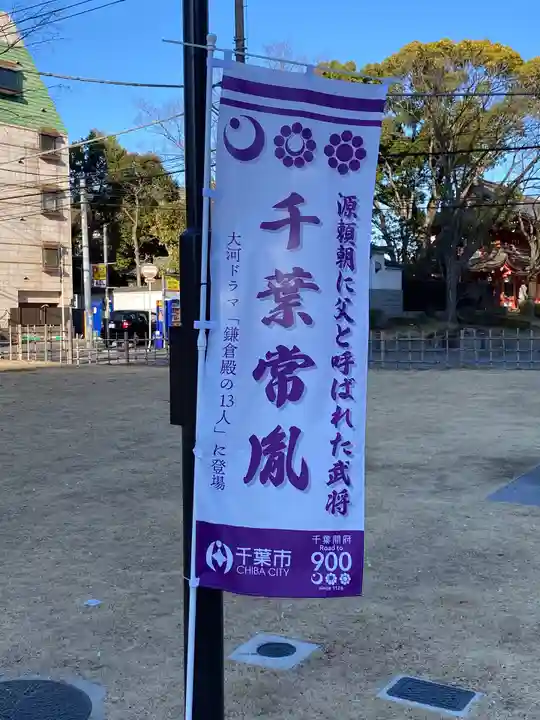 源頼朝に父と呼ばれた武将
千葉常胤
大河ドラマ「鎌倉殿の13人」に登場
千葉市
CHIBA CITY
千葉開府
Road to
900
since 1126